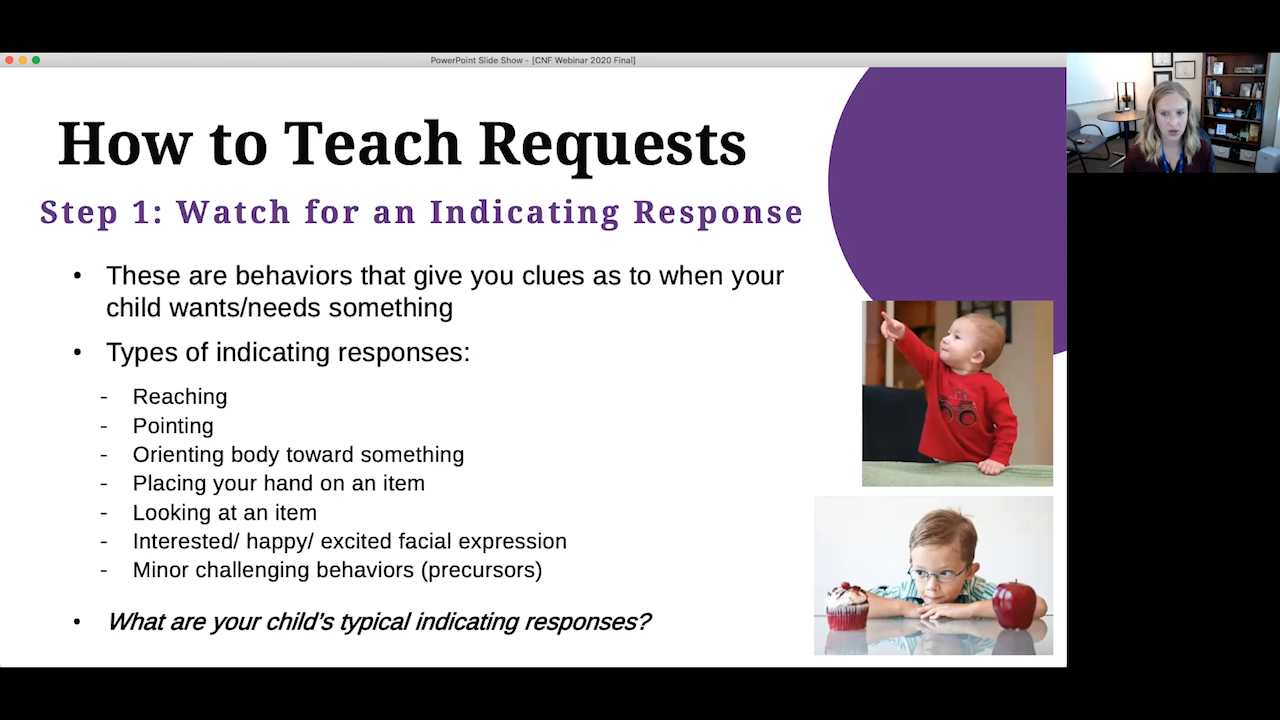 PowerPoint Slide Show - [CNF Webinar 2020 Final]
How to Teach Requests
Step 1: Watch for an Indicating Response
• These are behaviors that give you clues as to when your
child wants/needs something
• Types of indicating responses:
- Reaching
- Pointing
- Orienting body toward something
- Placing your hand on an item
- Looking at an item
- Interested/ happy/ excited facial expression
- Minor challenging behaviors (precursors)
• What are your child's typical indicating responses?